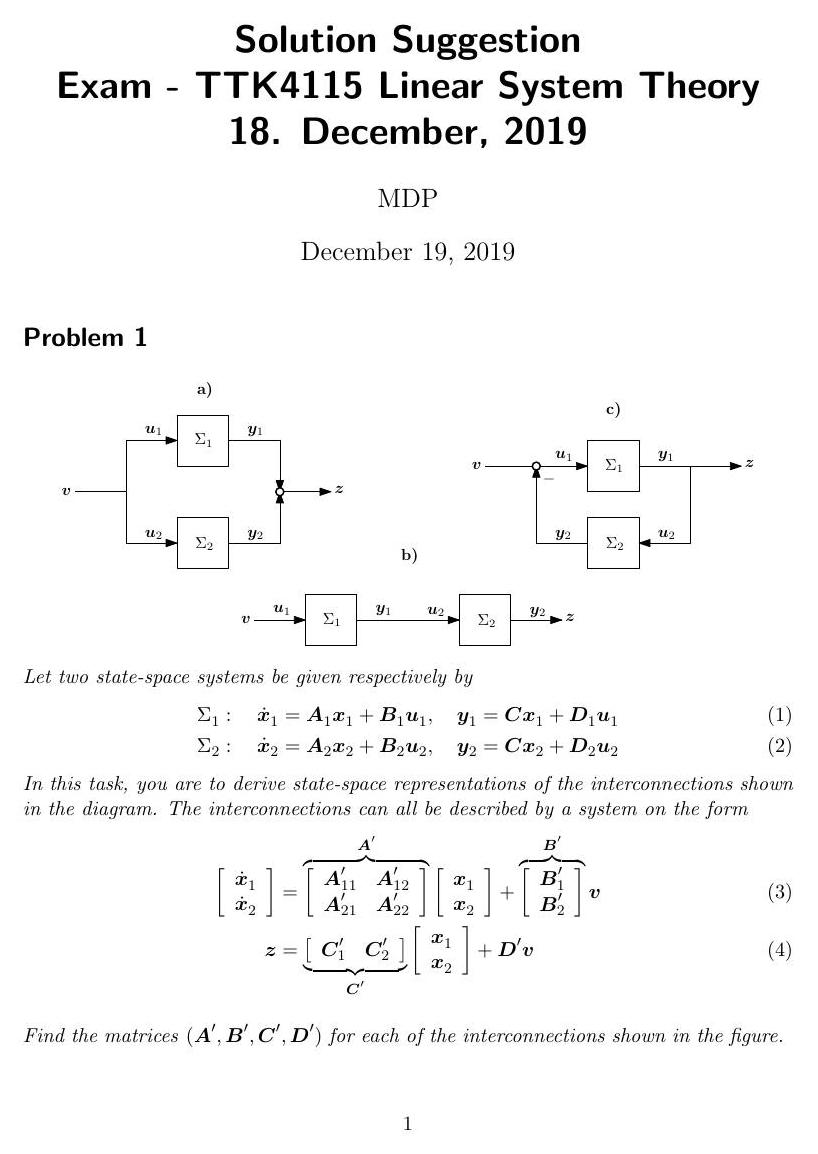 Solution Suggestion
Exam - TTK4115 Linear System Theory
18. December, 2019
MDP
December 19, 2019
Problem 1
a)
v u₁ Σ₁ y₁ z
u₂ Σ₂ y₂
c)
v u₁ Σ₁ y₁ z
−
y₂ Σ₂ u₂
b)
v u₁ Σ₁ y₁ u₂ Σ₂ y₂ z
Let two state-space systems be given respectively by
Σ₁ : ẋ₁ = A₁x₁ + B₁u₁, y₁ = Cx₁ + D₁u₁ (1)
Σ₂ : ẋ₂ = A₂x₂ + B₂u₂, y₂ = Cx₂ + D₂u₂ (2)
In this task, you are to derive state-space representations of the interconnections shown
in the diagram. The interconnections can all be described by a system on the form
A′ B′
[ ẋ₁ ; ẋ₂ ] = [ A′₁₁ A′₁₂ ; A′₂₁ A′₂₂ ] [ x₁ ; x₂ ] + [ B′₁ ; B′₂ ] v (3)
z = [ C′₁ C′₂ ] [ x₁ ; x₂ ] + D′v (4)
C′
Find the matrices (A′, B′, C′, D′) for each of the interconnections shown in the figure.
1